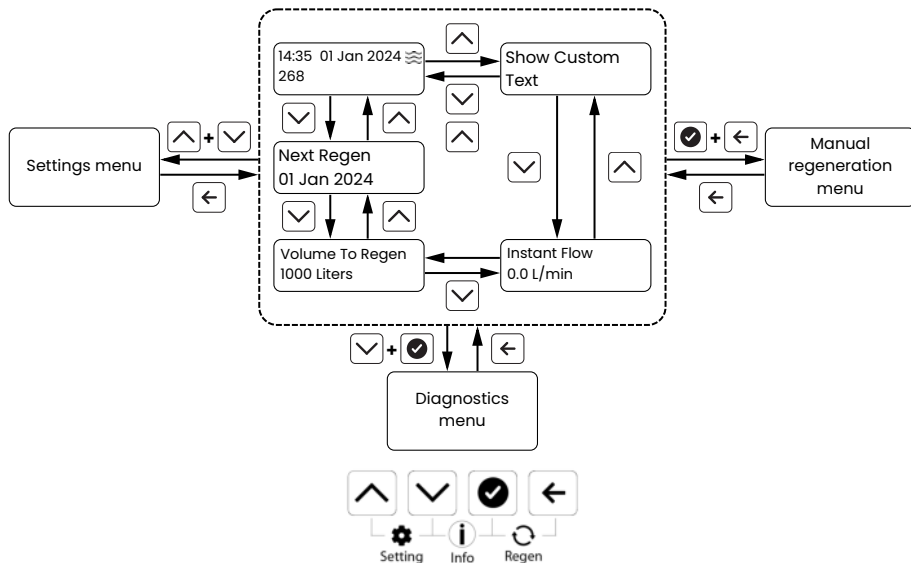 14:35 01 Jan 2024
268
Show Custom
Text
Settings menu
+
Next Regen
01 Jan 2024
+
Manual
regeneration
menu
Volume To Regen
1000 Liters
Instant Flow
0.0 L/min
+
Diagnostics
menu
i
Setting Info Regen